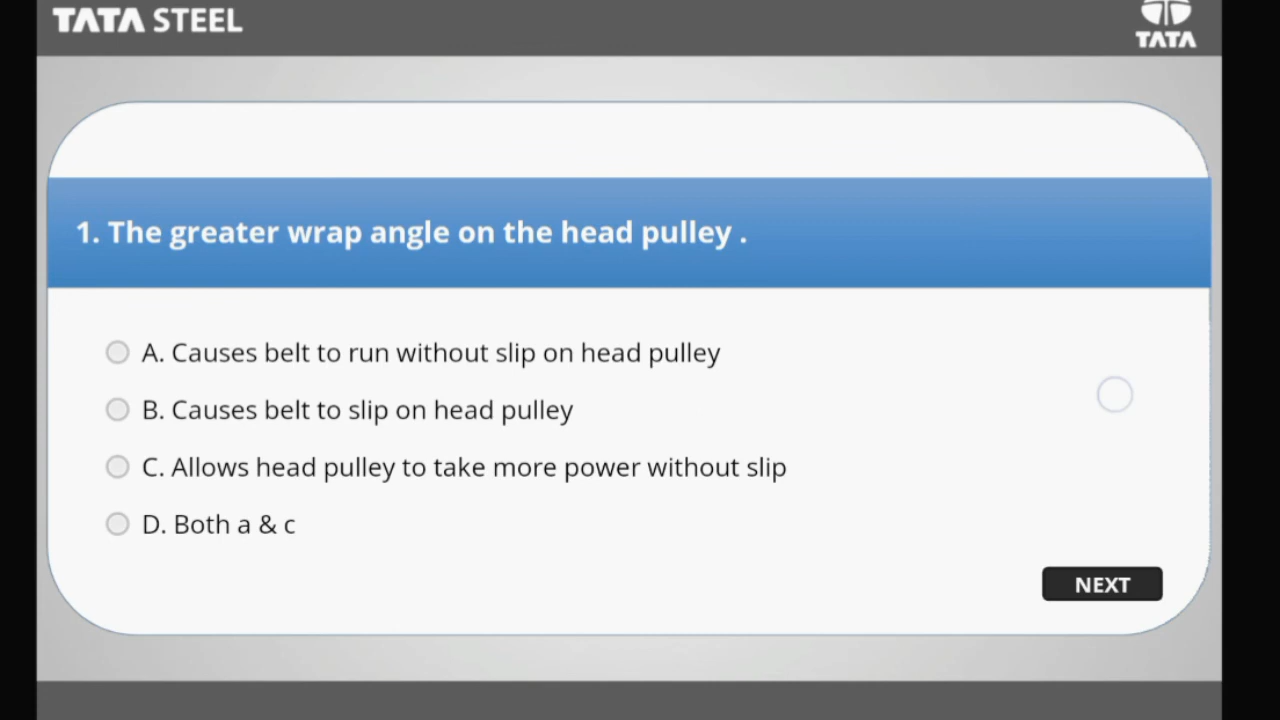 TATA STEEL
TATA
1. The greater wrap angle on the head pulley .
A. Causes belt to run without slip on head pulley
B. Causes belt to slip on head pulley
C. Allows head pulley to take more power without slip
D. Both a & c
NEXT